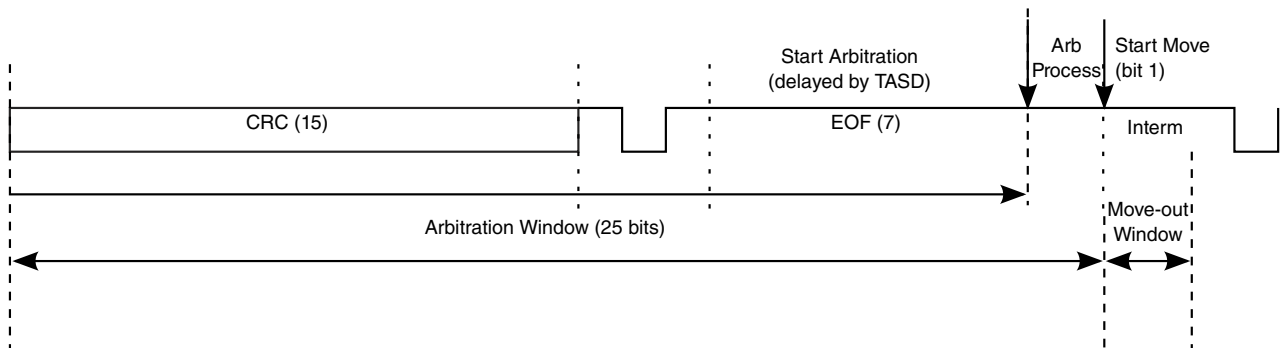 Start Arbitration
(delayed by TASD)
Arb
Process
Start Move
(bit 1)
CRC (15)
EOF (7)
Interm
Arbitration Window (25 bits)
Move-out
Window